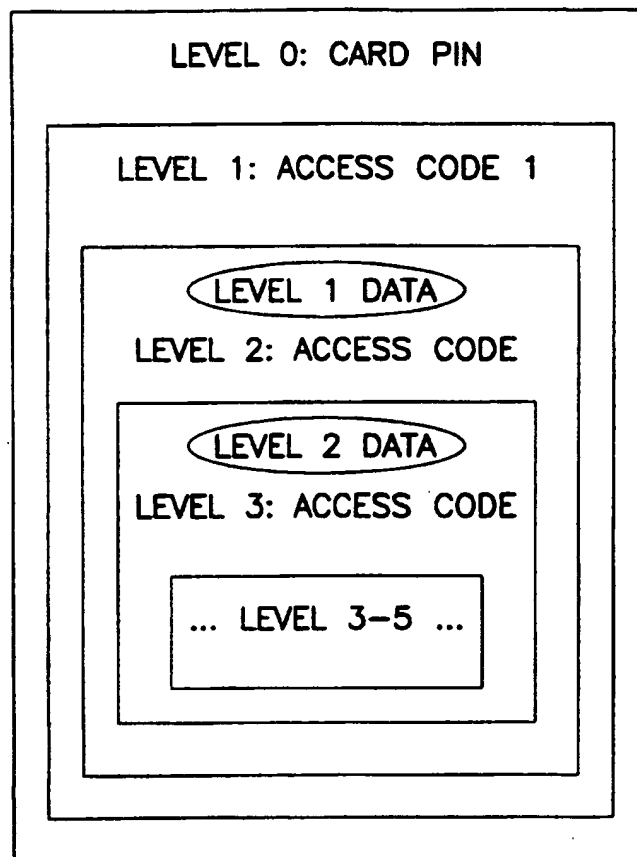 LEVEL 0: CARD PIN
LEVEL 1: ACCESS CODE 1
LEVEL 1 DATA
LEVEL 2: ACCESS CODE
LEVEL 2 DATA
LEVEL 3: ACCESS CODE
... LEVEL 3-5 ...